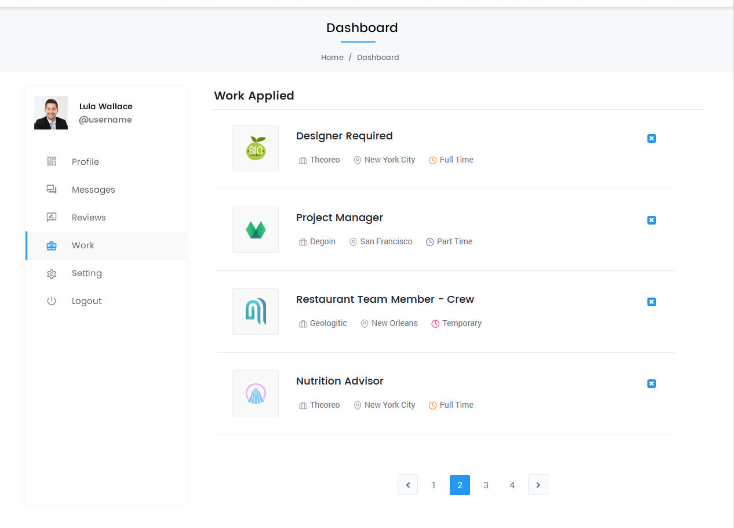 Dashboard
Home / Dashboard
Lula Wallace
@username
Profile
Messages
Reviews
Work
Setting
Logout
Work Applied
BIO
Designer Required
Theoreo New York City Full Time
Project Manager
Degoin San Francisco Part Time
Restaurant Team Member - Crew
Geologitic New Orleans Temporary
Nutrition Advisor
Theoreo New York City Full Time
1 2 3 4